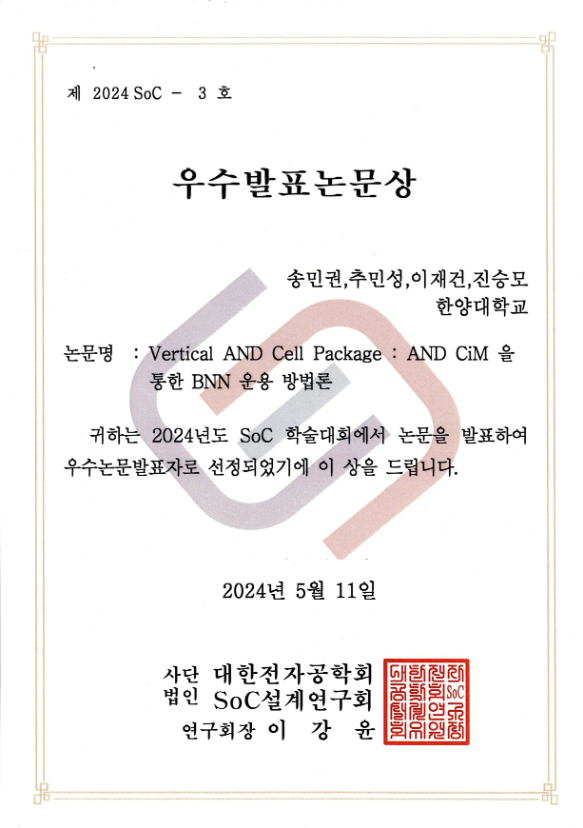 제 2024 SoC - 3 호
우수발표논문상
송민권,추민성,이재건,진승모
한양대학교
논문명 : Vertical AND Cell Package : AND CiM 을
통한 BNN 운용 방법론
귀하는 2024년도 SoC 학술대회에서 논문을 발표하여
우수논문발표자로 선정되었기에 이 상을 드립니다.
2024년 5월 11일
사단 대한전자공학회
법인 SoC설계연구회
연구회장 이 강 윤
SoC